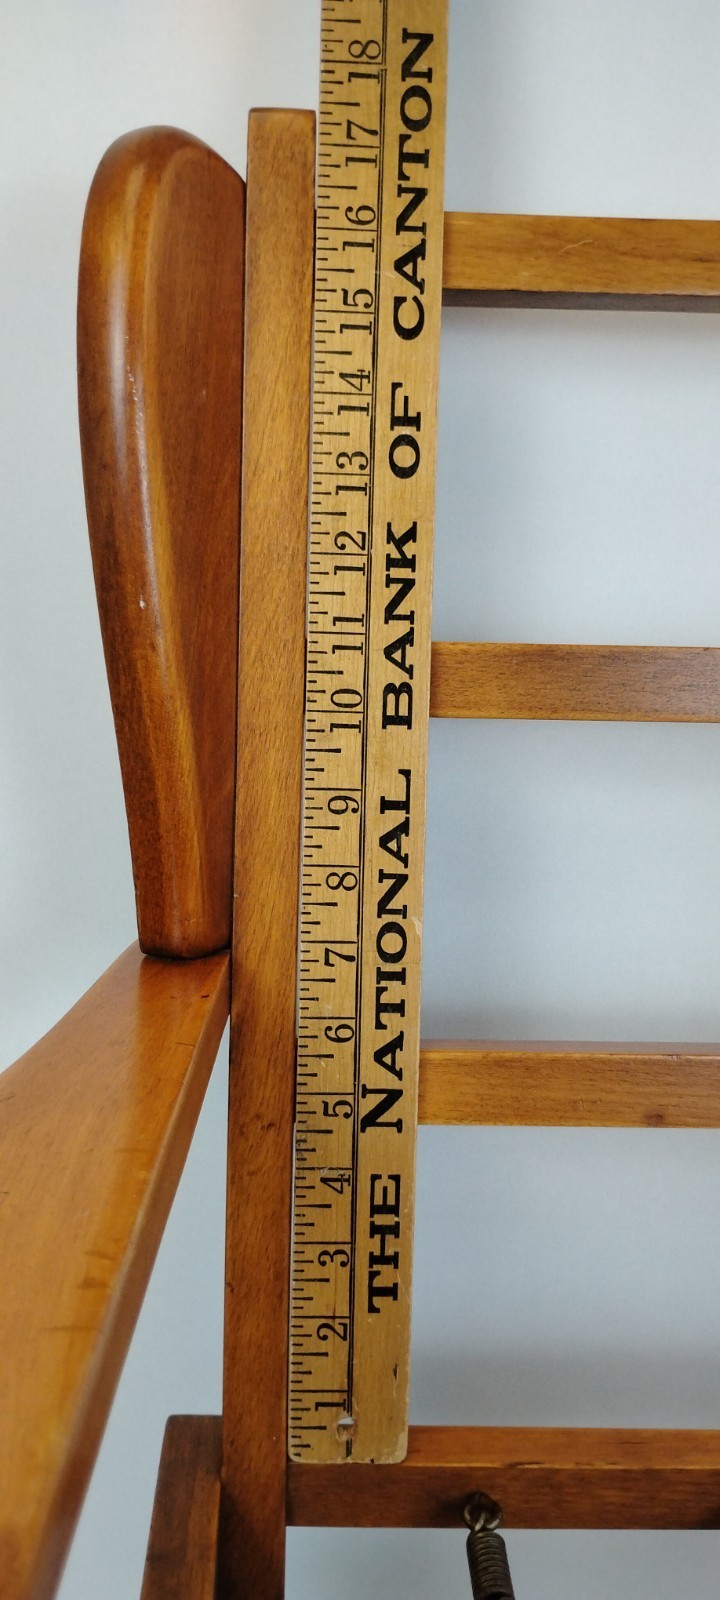 THE NATIONAL BANK OF CANTON
1 2 3 4 5 6 7 8 9 10 11 12 13 14 15 16 17 18